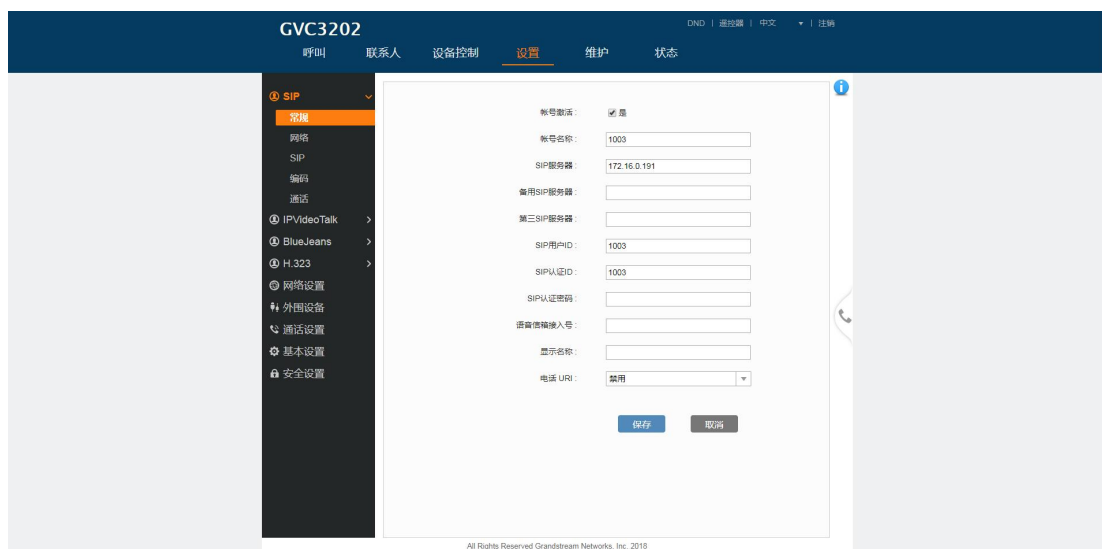 GVC3202
DND | 遥控器 | 中文 ▾ | 注销
呼叫 联系人 设备控制 设置 维护 状态
SIP
常规
网络
SIP
编码
通话
IPVideoTalk
BlueJeans
H.323
网络设置
外围设备
通话设置
基本设置
安全设置
帐号激活 : 是
帐号名称 : 1003
SIP服务器 : 172.16.0.191
备用SIP服务器 :
第三SIP服务器 :
SIP用户ID : 1003
SIP认证ID : 1003
SIP认证密码 :
语音信箱接入号 :
显示名称 :
电话 URI : 禁用
保存 取消
All Rights Reserved Grandstream Networks, Inc. 2018